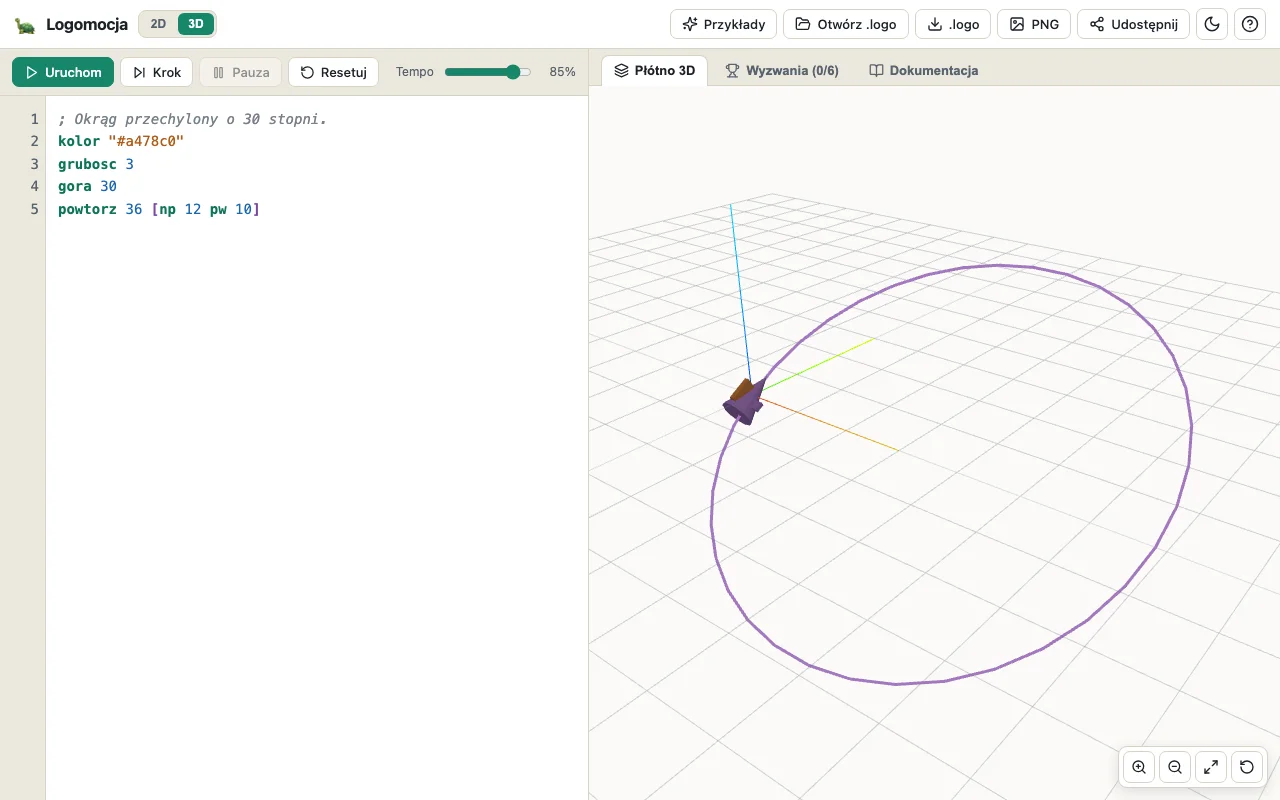 Logomocja 2D 3D Przykłady Otwórz .logo .logo PNG Udostępnij
Uruchom Krok Pauza Resetuj Tempo 85%
Płótno 3D Wyzwania (0/6) Dokumentacja
1 ; Okrąg przechylony o 30 stopni.
2 kolor "#a478c0"
3 grubosc 3
4 gora 30
5 powtorz 36 [np 12 pw 10]